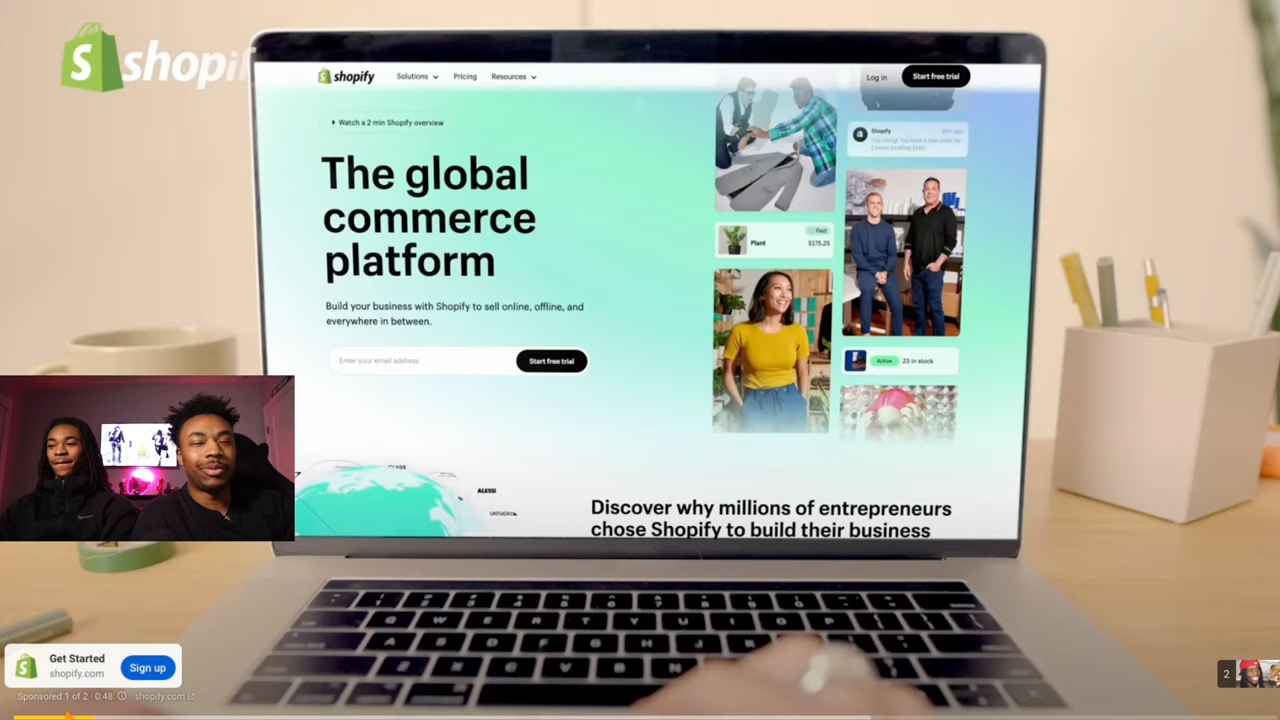 shopif
shopify
Solutions
Pricing
Resources
Log in
Start free trial
Watch a 2 min Shopify overview
The global
commerce
platform
Build your business with Shopify to sell online, offline, and
everywhere in between.
Enter your email address
Start free trial
Shopify
Plant
Paid
$175.25
Active
23 in stock
ALESSI
Discover why millions of entrepreneurs
chose Shopify to build their business
Get Started
shopify.com
Sign up
Sponsored 1 of 2 · 0:48
shopify.com
2